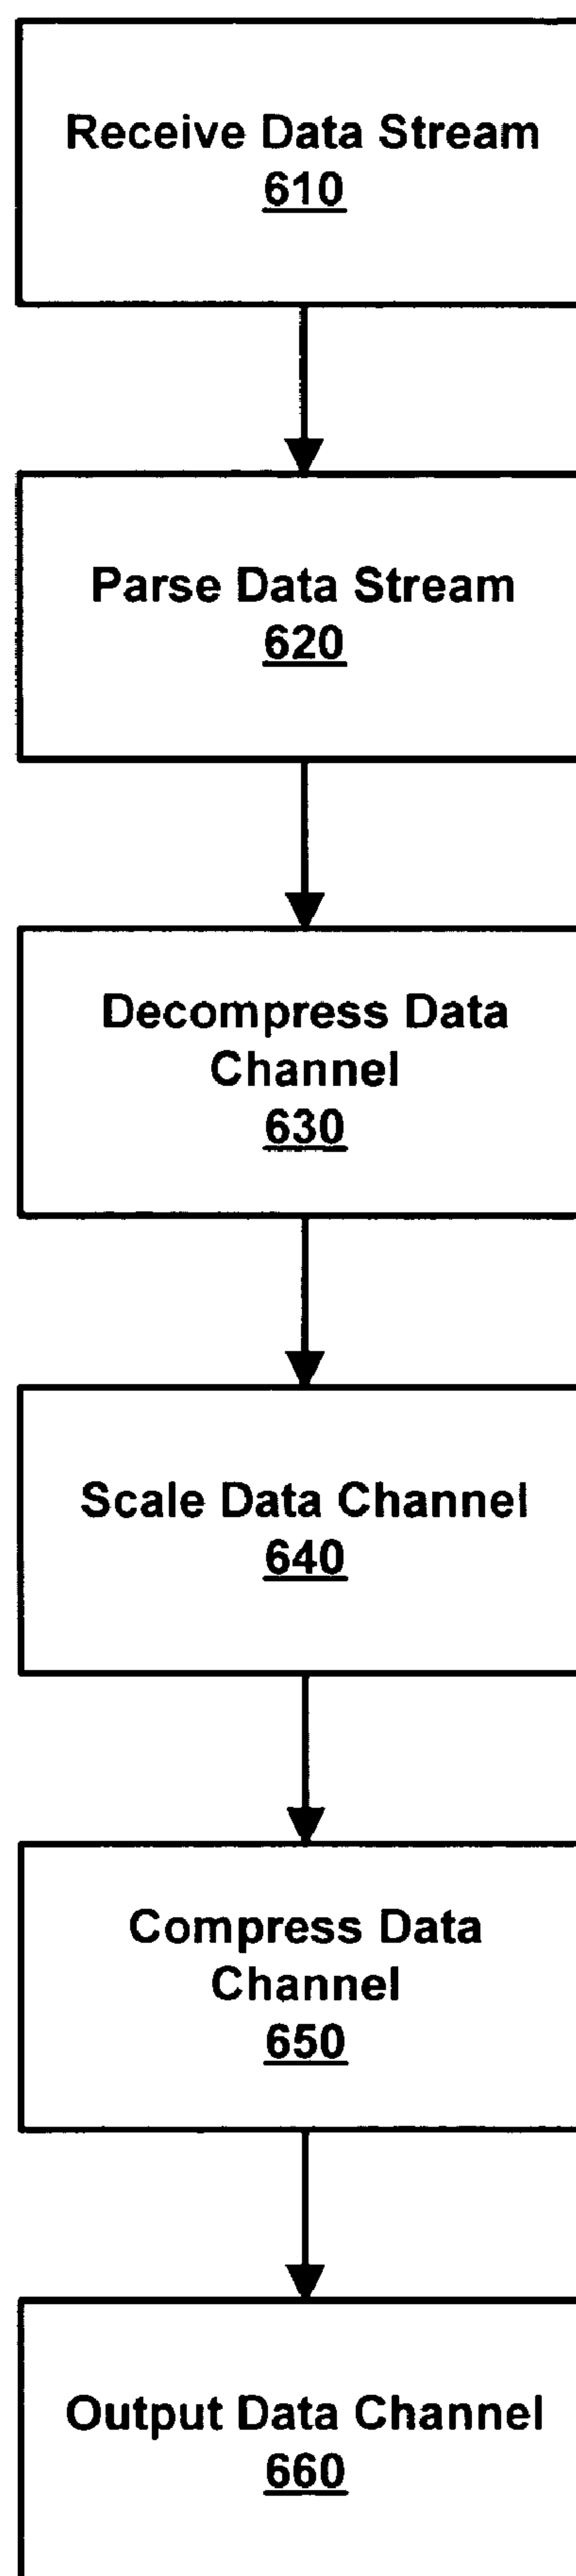 Receive Data Stream
610
Parse Data Stream
620
Decompress Data
Channel
630
Scale Data Channel
640
Compress Data
Channel
650
Output Data Channel
660